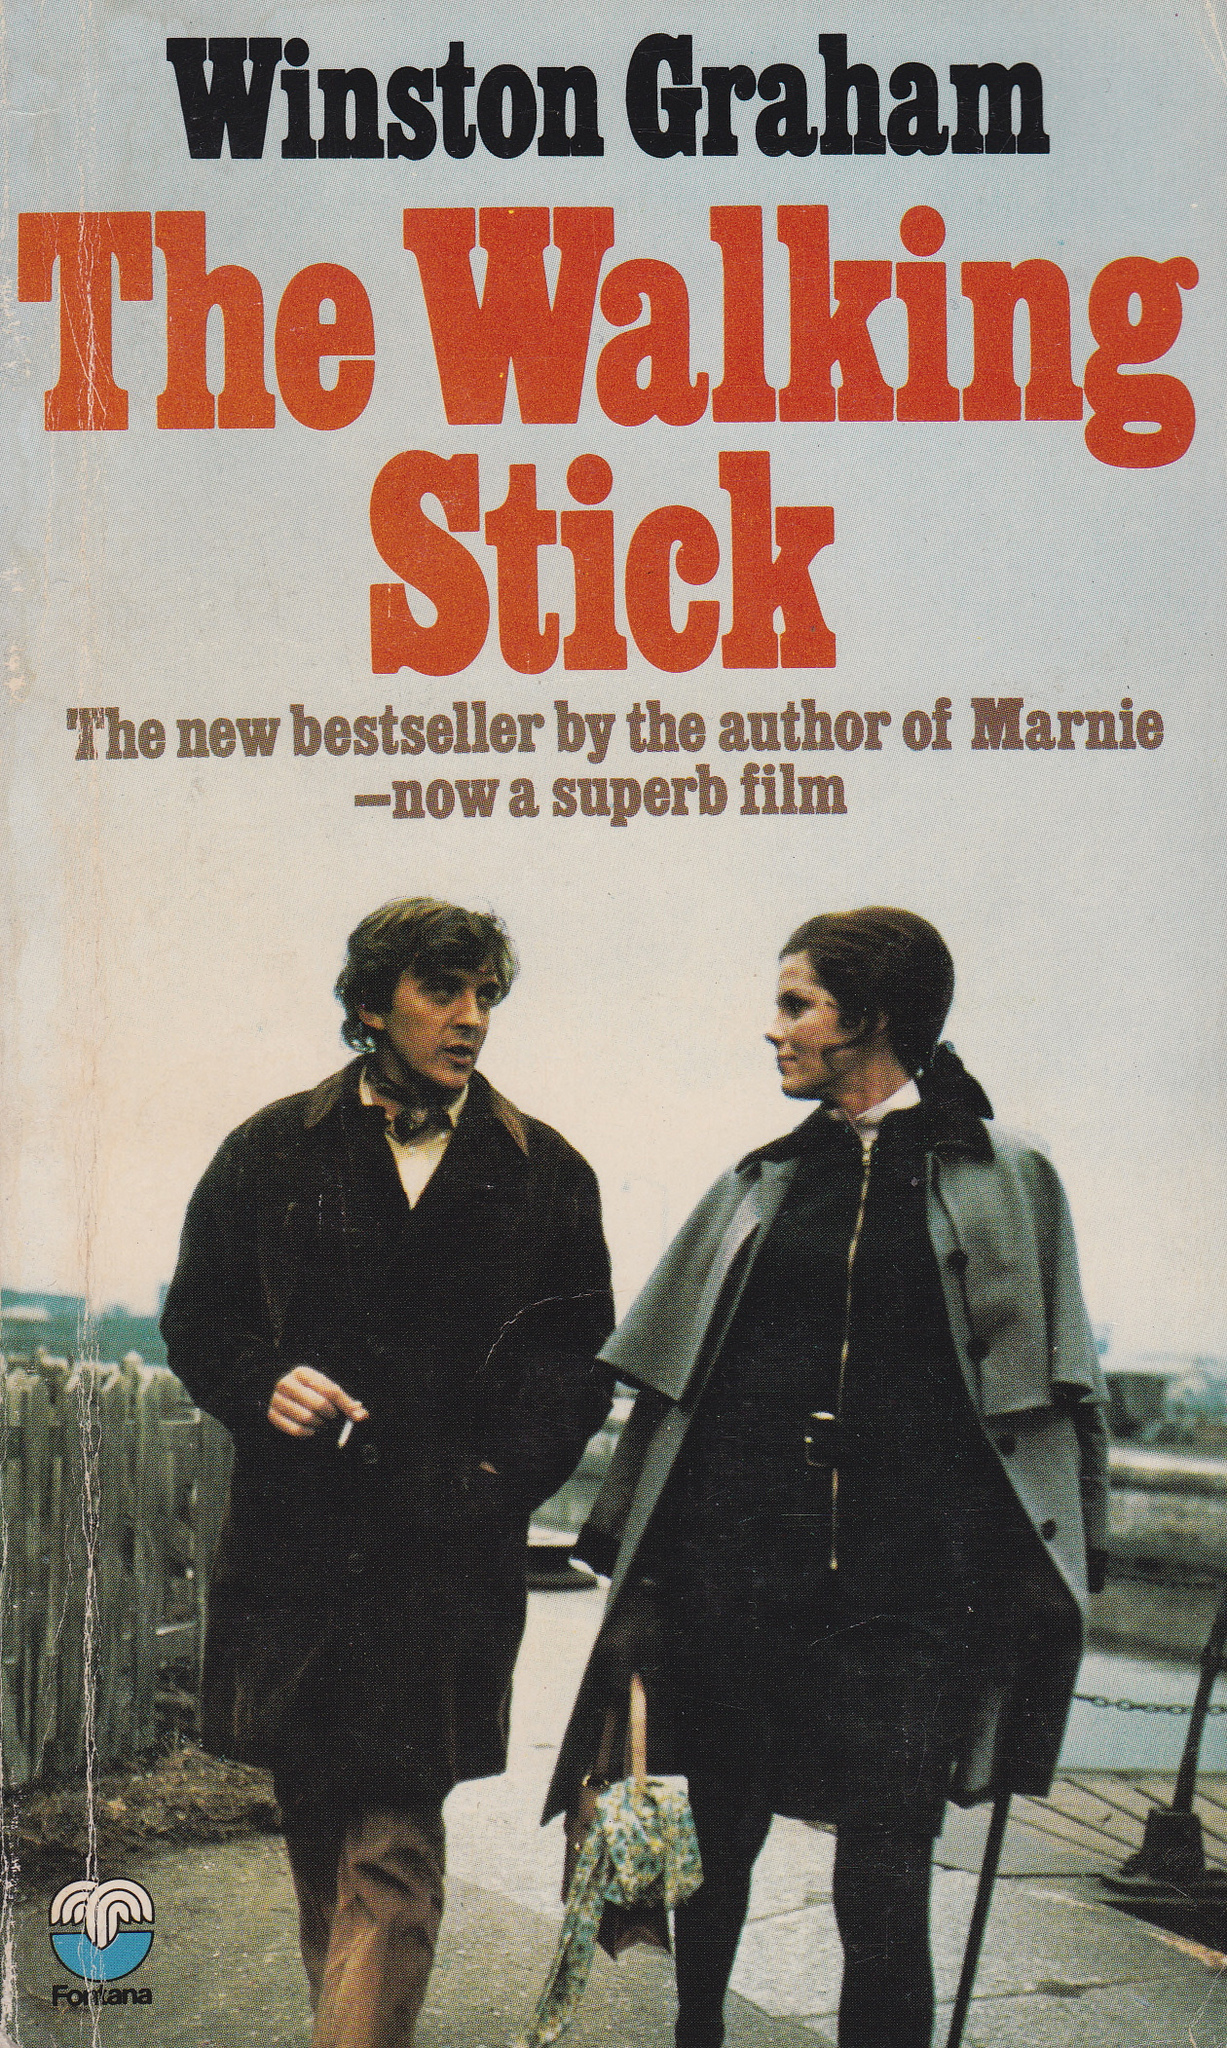 Winston Graham
The Walking
Stick
The new bestseller by the author of Marnie
—now a superb film
Fontana